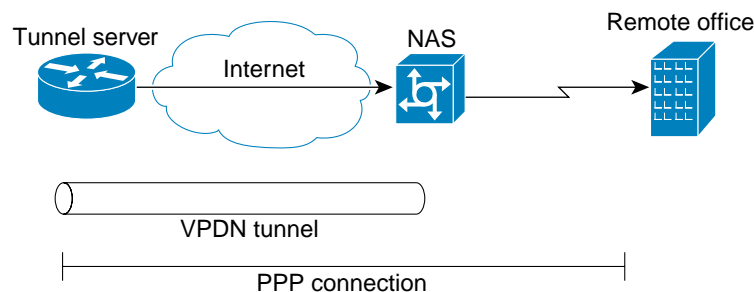 Remote office
Tunnel server
NAS
Internet
VPDN tunnel
PPP connection